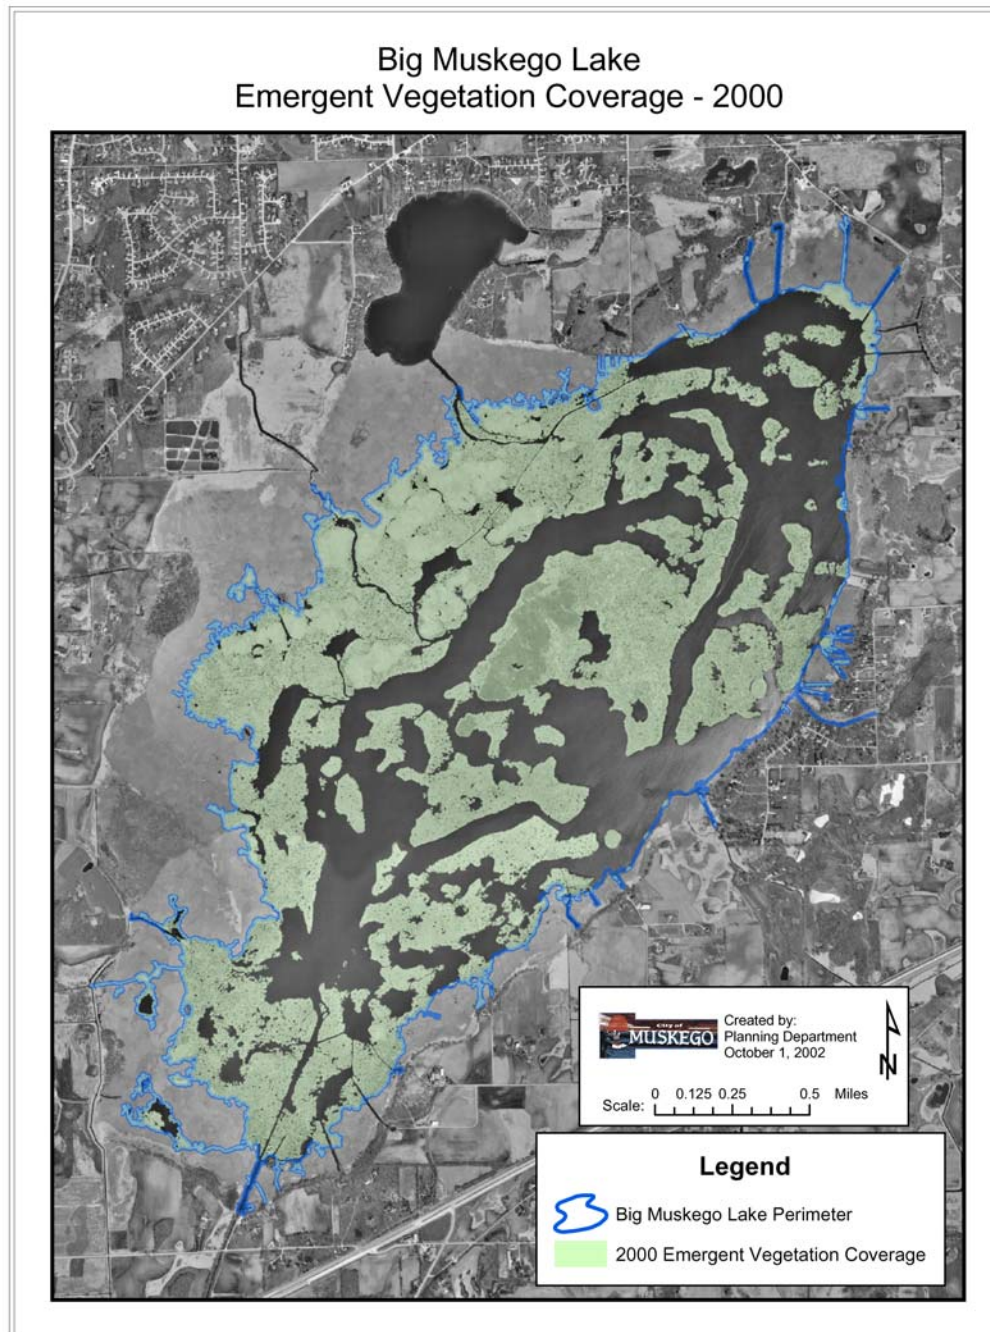 Big Muskego Lake
Emergent Vegetation Coverage - 2000
City of
MUSKEGO
Created by:
Planning Department
October 1, 2002
N
Scale:
0 0.125 0.25 0.5 Miles
Legend
Big Muskego Lake Perimeter
2000 Emergent Vegetation Coverage